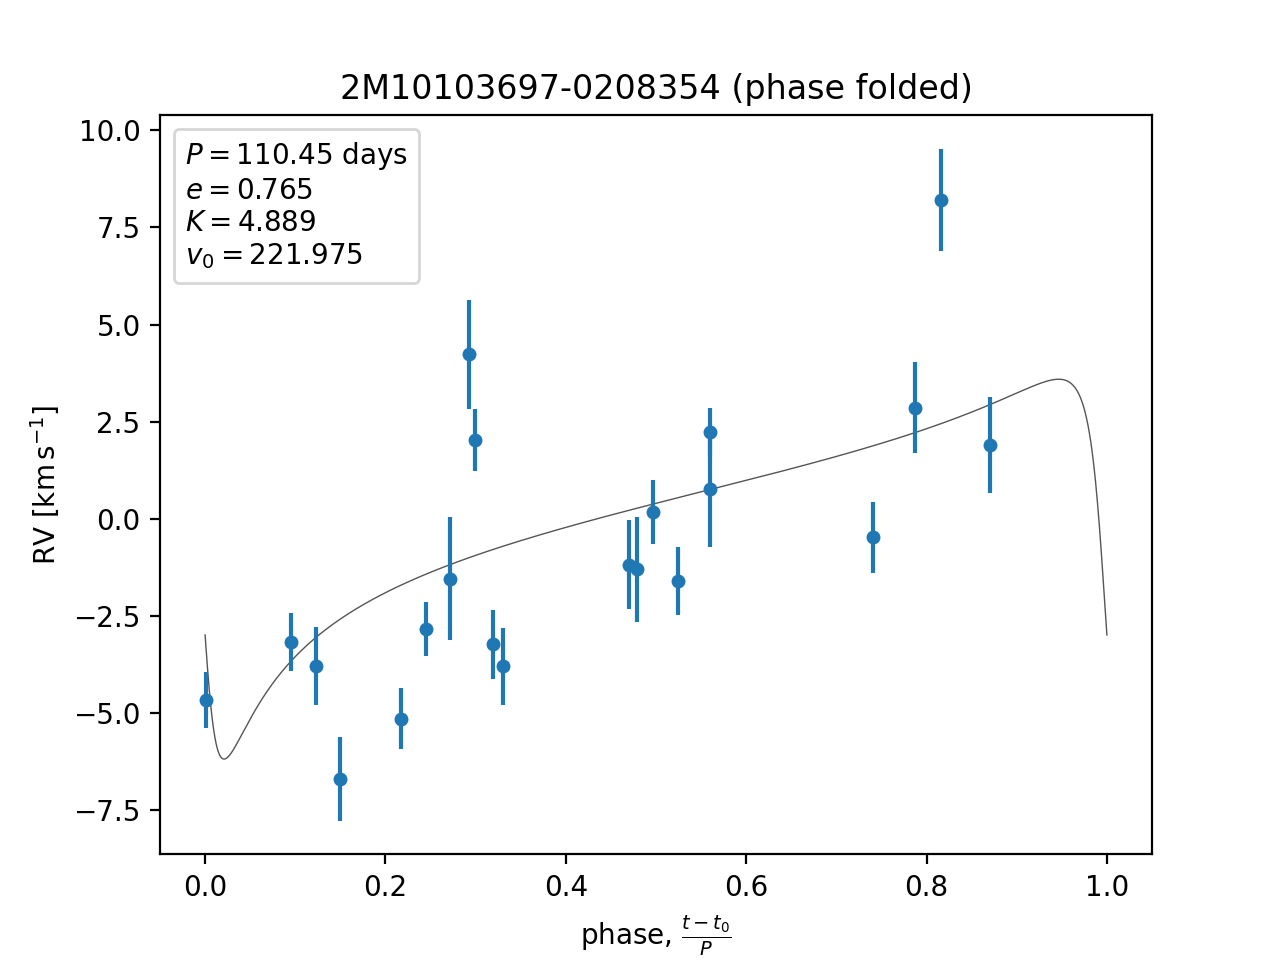 2M10103697-0208354 (phase folded)
10.0
7.5
5.0
2.5
0.0
−2.5
−5.0
−7.5
P = 110.45 days
e = 0.765
K = 4.889
v₀ = 221.975
RV [km s⁻¹]
0.0 0.2 0.4 0.6 0.8 1.0
phase, (t − t₀)/P